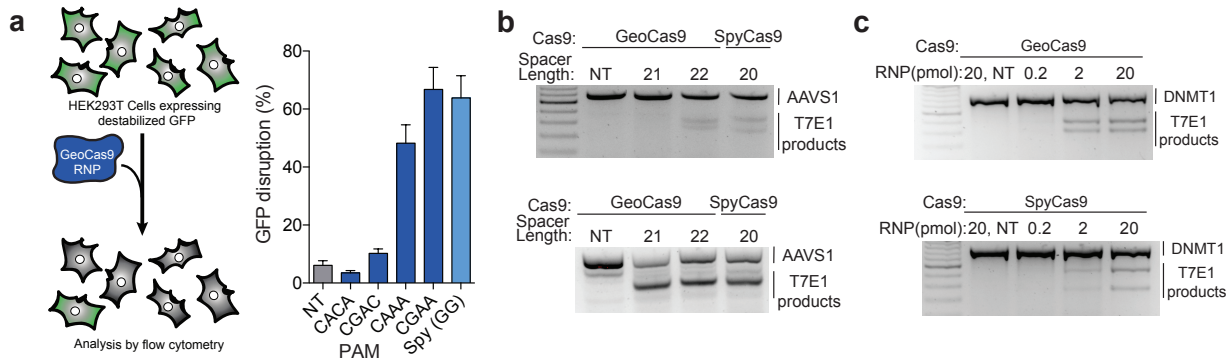 a
HEK293T Cells expressing
destabilized GFP
GeoCas9
RNP
Analysis by flow cytometry
GFP disruption (%)
80
60
40
20
0
NT
CACA
CGAC
CAAA
CGAA
Spy (GG)
PAM
b
Cas9: GeoCas9 SpyCas9
Spacer
Length: NT 21 22 20
AAVS1
T7E1
products
Cas9: GeoCas9 SpyCas9
Spacer
Length: NT 21 22 20
AAVS1
T7E1
products
c
Cas9: GeoCas9
RNP(pmol): 20, NT 0.2 2 20
DNMT1
T7E1
products
Cas9: SpyCas9
RNP(pmol): 20, NT 0.2 2 20
DNMT1
T7E1
products